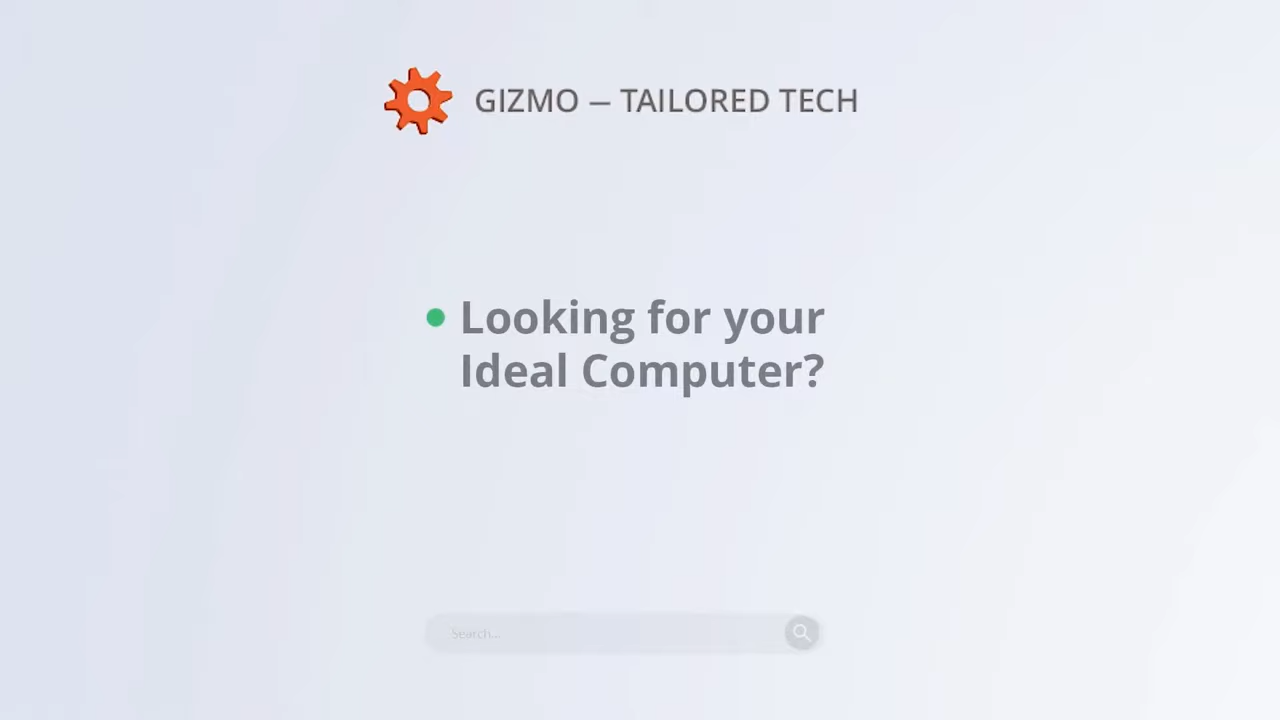 GIZMO — TAILORED TECH
Looking for your
Ideal Computer?
Search...